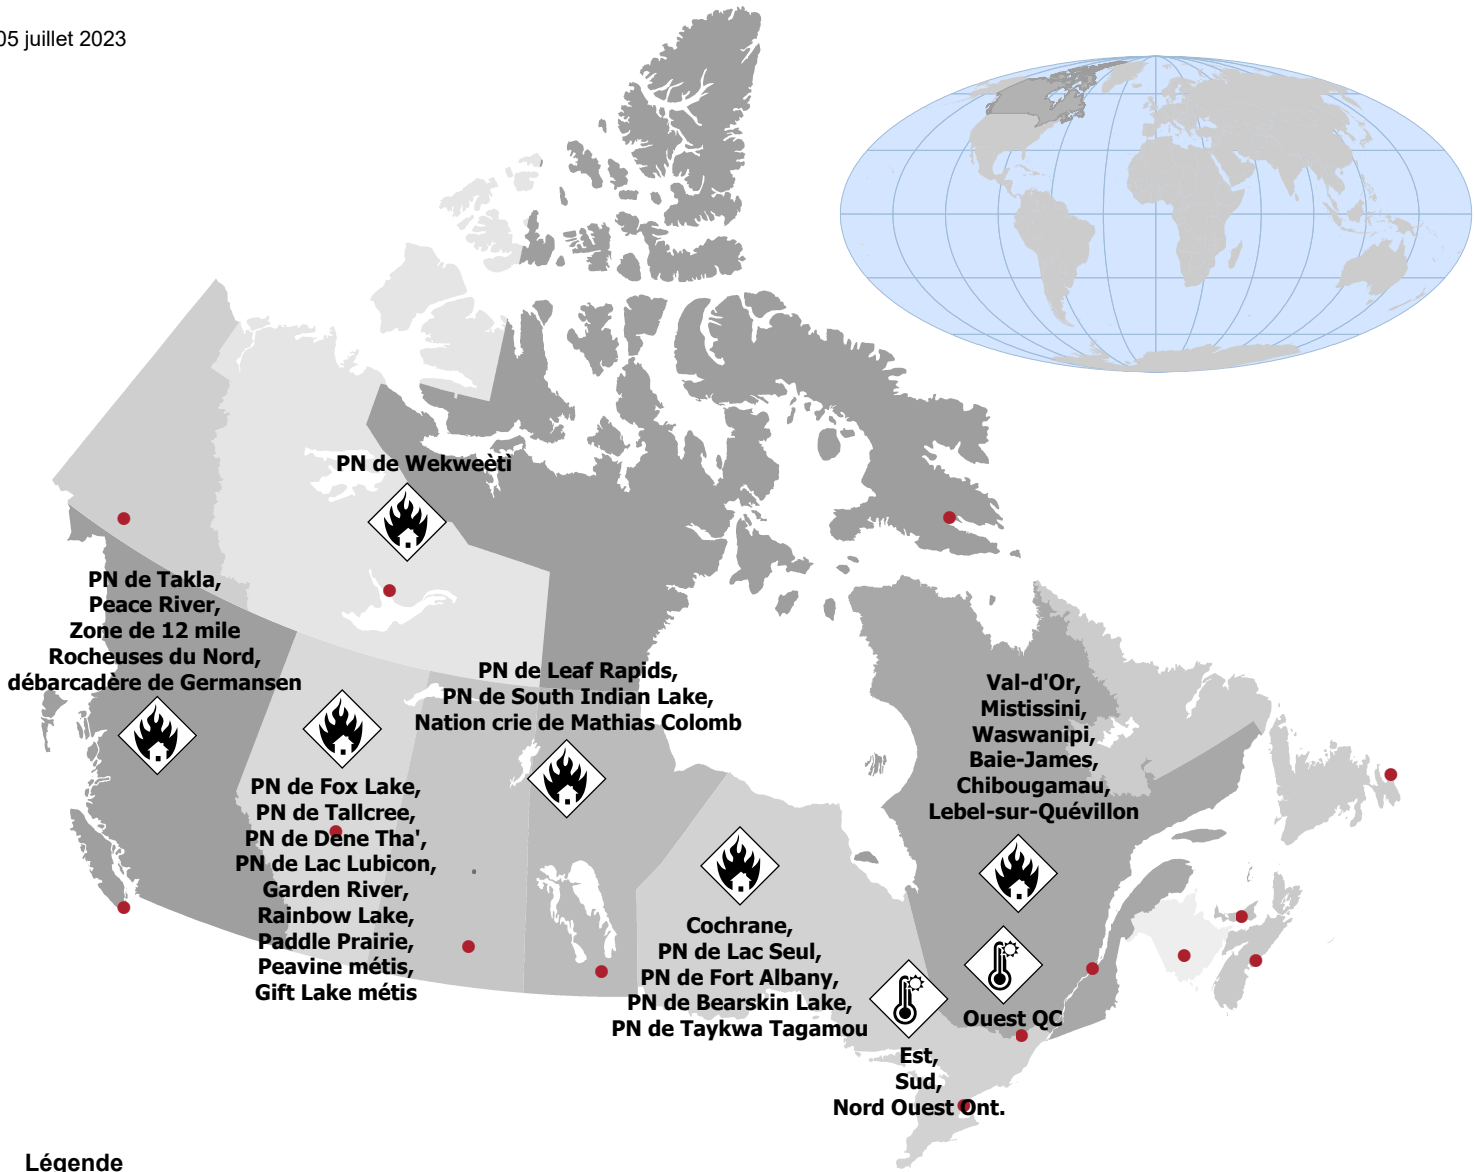 05 juillet 2023
PN de Wekweètì
PN de Takla,
Peace River,
Zone de 12 mile
Rocheuses du Nord,
débarcadère de Germansen
PN de Leaf Rapids,
PN de South Indian Lake,
Nation crie de Mathias Colomb
Val-d'Or,
Mistissini,
Waswanipi,
Baie-James,
Chibougamau,
Lebel-sur-Quévillon
PN de Fox Lake,
PN de Tallcree,
PN de Dene Tha',
PN de Lac Lubicon,
Garden River,
Rainbow Lake,
Paddle Prairie,
Peavine métis,
Gift Lake métis
Cochrane,
PN de Lac Seul,
PN de Fort Albany,
PN de Bearskin Lake,
PN de Taykwa Tagamou
Ouest QC
Est,
Sud,
Nord Ouest Ont.
Légende